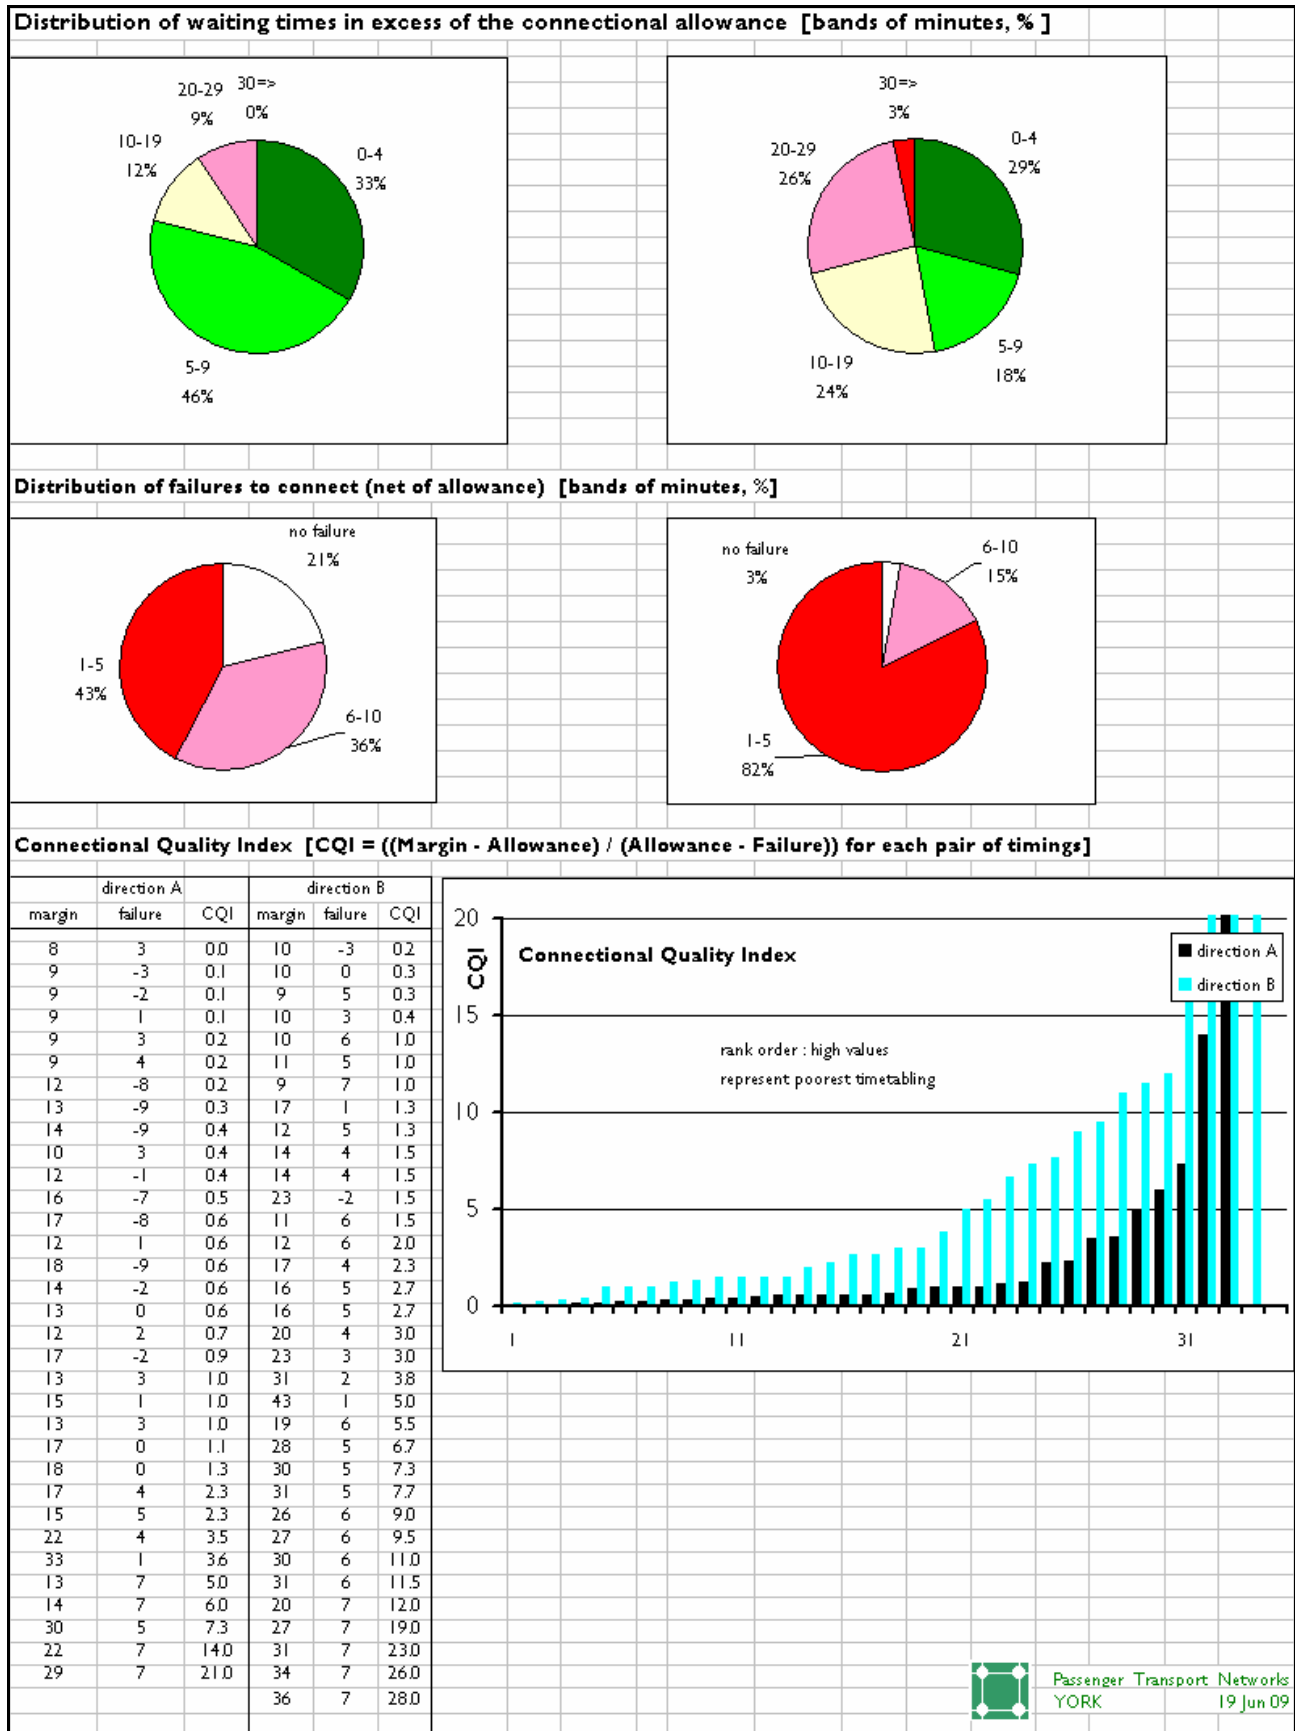 Distribution of waiting times in excess of the connectional allowance [bands of minutes, % ]
20-29
9%
30=>
0%
10-19
12%
0-4
33%
5-9
46%
30=>
3%
20-29
26%
0-4
29%
10-19
24%
5-9
18%
Distribution of failures to connect (net of allowance) [bands of minutes, %]
no failure
21%
1-5
43%
6-10
36%
no failure
3%
6-10
15%
1-5
82%
Connectional Quality Index [CQI = ((Margin - Allowance) / (Allowance - Failure)) for each pair of timings]
direction A direction B
margin failure CQI margin failure CQI
8 3 0.0 10 -3 0.2
9 -3 0.1 10 0 0.3
9 -2 0.1 9 5 0.3
9 1 0.1 10 3 0.4
9 3 0.2 10 6 1.0
9 4 0.2 11 5 1.0
12 -8 0.2 9 7 1.0
13 -9 0.3 17 1 1.3
14 -9 0.4 12 5 1.3
10 3 0.4 14 4 1.5
12 -1 0.4 14 4 1.5
16 -7 0.5 23 -2 1.5
17 -8 0.6 11 6 1.5
12 1 0.6 12 6 2.0
18 -9 0.6 17 4 2.3
14 -2 0.6 16 5 2.7
13 0 0.6 16 5 2.7
12 2 0.7 20 4 3.0
17 -2 0.9 23 3 3.0
13 3 1.0 31 2 3.8
15 1 1.0 43 1 5.0
13 3 1.0 19 6 5.5
17 0 1.1 28 5 6.7
18 0 1.3 30 5 7.3
17 4 2.3 31 5 7.7
15 5 2.3 26 6 9.0
22 4 3.5 27 6 9.5
33 1 3.6 30 6 11.0
13 7 5.0 31 6 11.5
14 7 6.0 20 7 12.0
30 5 7.3 27 7 19.0
22 7 14.0 31 7 23.0
29 7 21.0 34 7 26.0
36 7 28.0
CQI
20
15
10
5
0
Connectional Quality Index
direction A
direction B
rank order : high values
represent poorest timetabling
1 11 21 31
Passenger Transport Networks
YORK 19 Jun 09